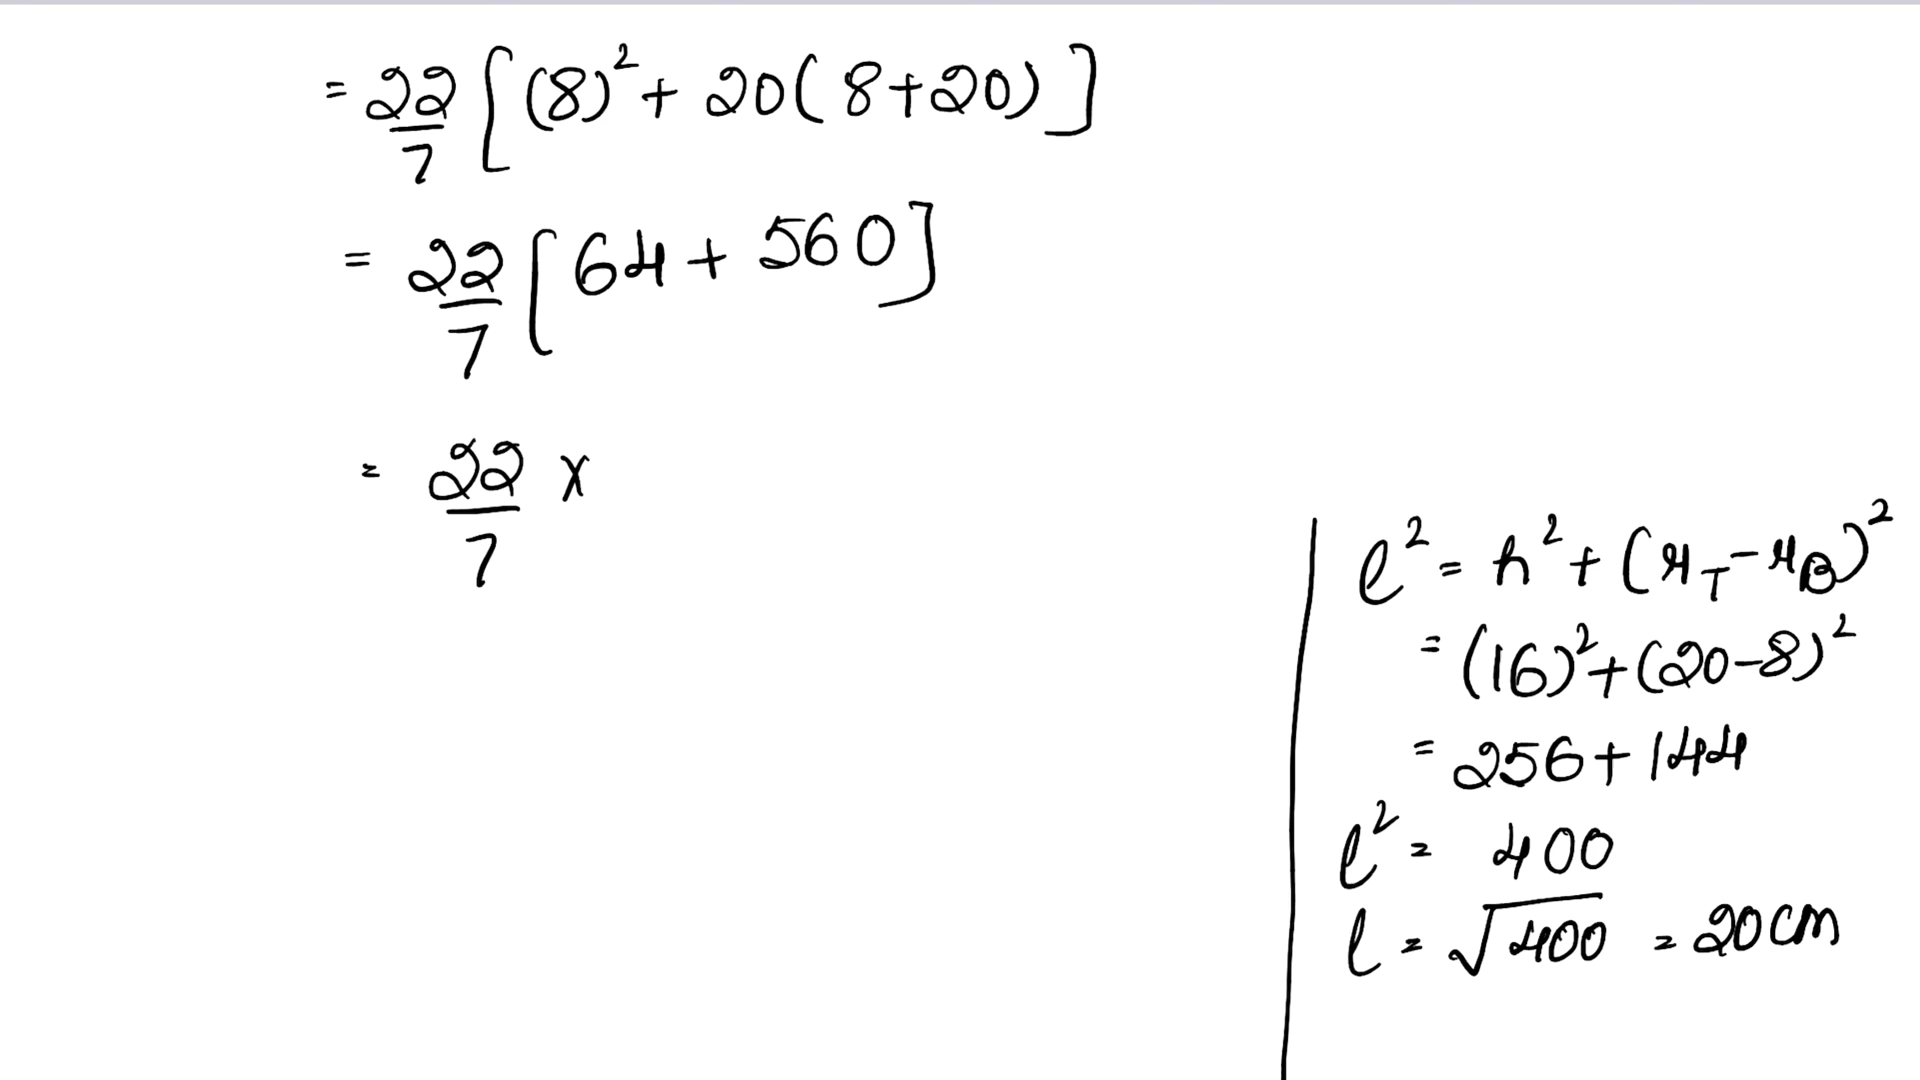 = 22/7 [(8)² + 20(8+20)]
= 22/7 [64 + 560]
= 22/7 ×
l² = h² + (r_T - r_B)²
= (16)² + (20-8)²
= 256 + 144
l² = 400
l = √400 = 20cm